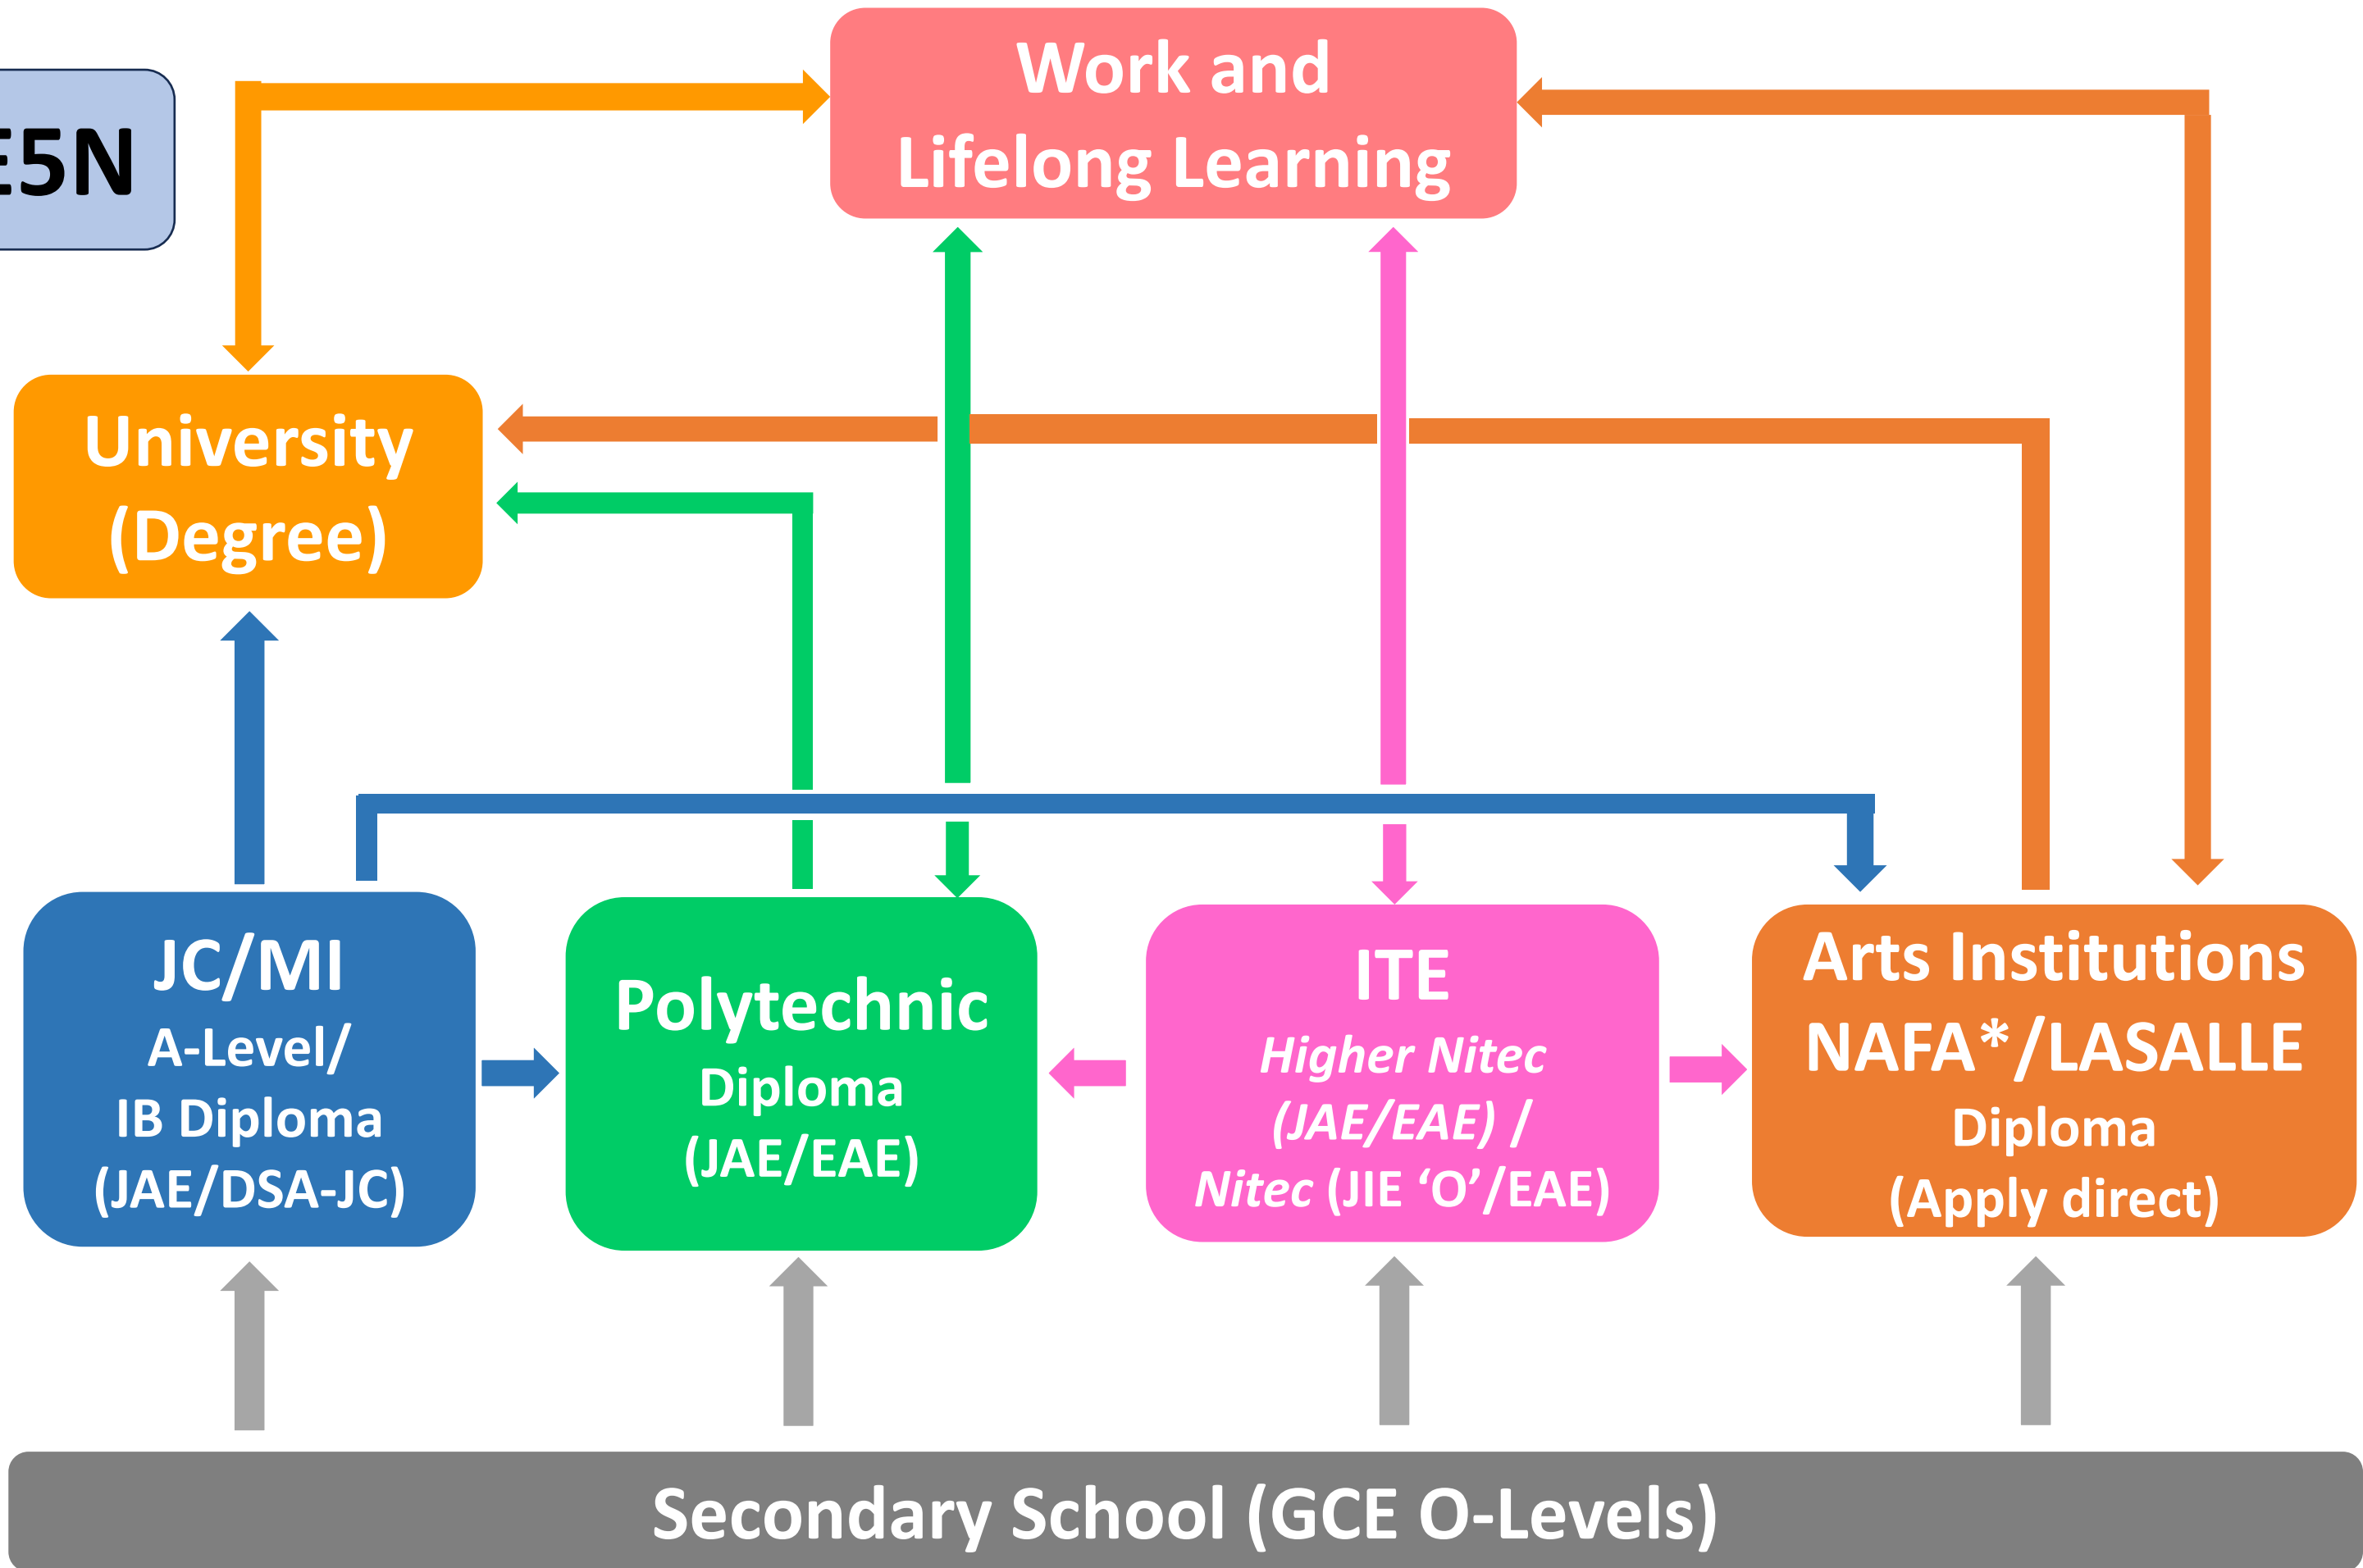 Work and
Lifelong Learning
5N
University
(Degree)
JC/MI
A-Level/
IB Diploma
(JAE/DSA-JC)
Polytechnic
Diploma
(JAE/EAE)
ITE
Higher Nitec
(JAE/EAE) /
Nitec (JIE ‘O’/EAE)
Arts Institutions
NAFA*/LASALLE
Diploma
(Apply direct)
Secondary School (GCE O-Levels)